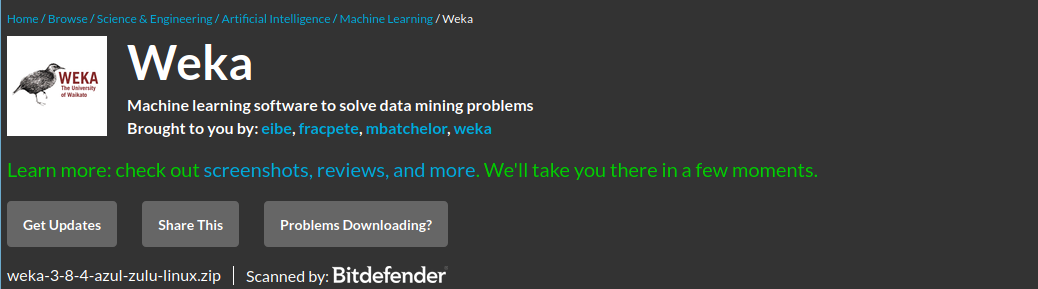 Home / Browse / Science & Engineering / Artificial Intelligence / Machine Learning / Weka
WEKA
The University
of Waikato
Weka
Machine learning software to solve data mining problems
Brought to you by: eibe, fracpete, mbatchelor, weka
Learn more: check out screenshots, reviews, and more. We'll take you there in a few moments.
Get Updates
Share This
Problems Downloading?
weka-3-8-4-azul-zulu-linux.zip
Scanned by: Bitdefender